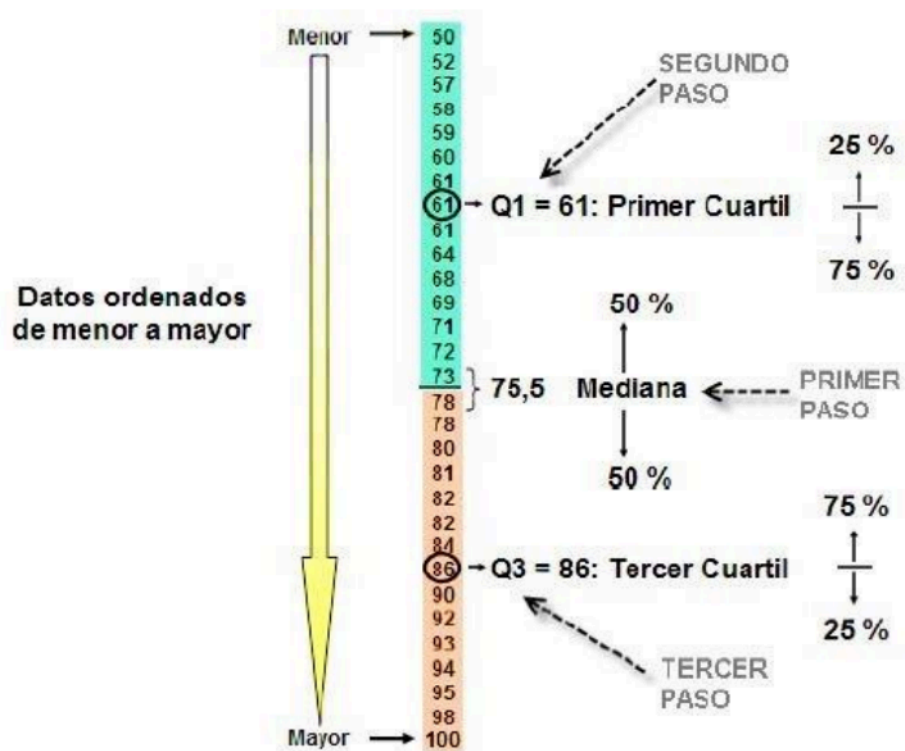 Menor
50
52
57
58
59
60
61
61
61
64
68
69
71
72
73
78
78
80
81
82
82
84
86
90
92
93
94
95
98
100
Mayor
Datos ordenados
de menor a mayor
SEGUNDO
PASO
Q1 = 61: Primer Cuartil
25 %
75 %
50 %
75,5 Mediana
50 %
PRIMER
PASO
Q3 = 86: Tercer Cuartil
75 %
25 %
TERCER
PASO